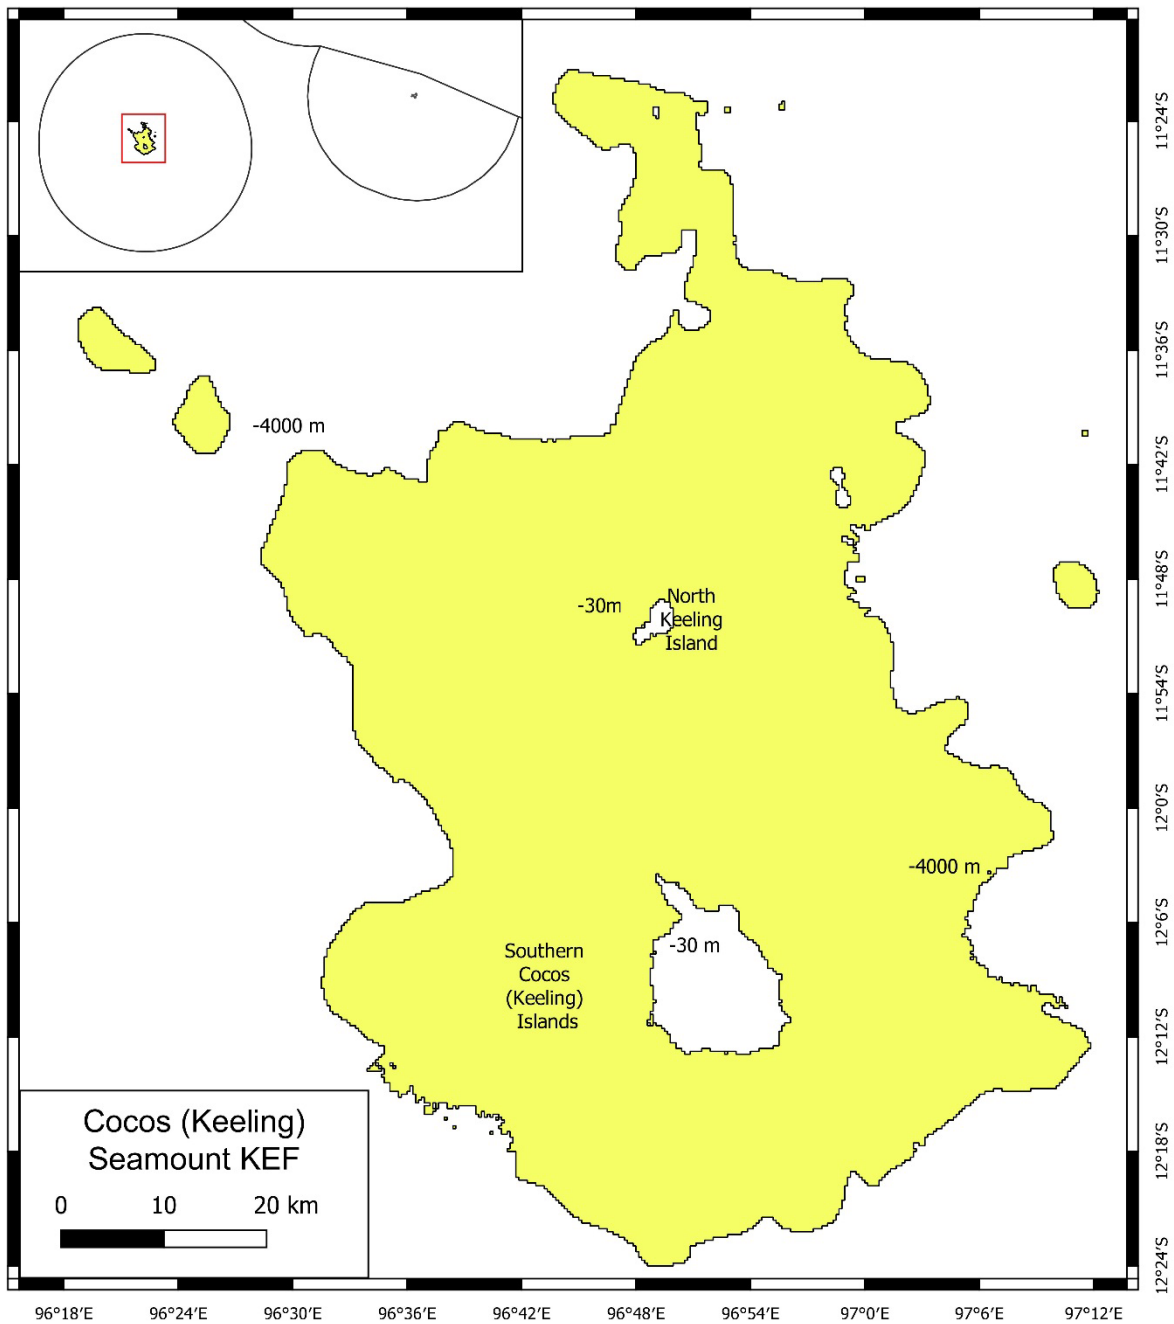 11°24'S
11°30'S
11°36'S
-4000 m
11°42'S
11°48'S
-30m
North
Keeling
Island
11°54'S
12°0'S
-4000 m
12°6'S
-30 m
Southern
Cocos
(Keeling)
Islands
12°12'S
Cocos (Keeling)
Seamount KEF
0 10 20 km
12°18'S
12°24'S
96°18'E 96°24'E 96°30'E 96°36'E 96°42'E 96°48'E 96°54'E 97°0'E 97°6'E 97°12'E